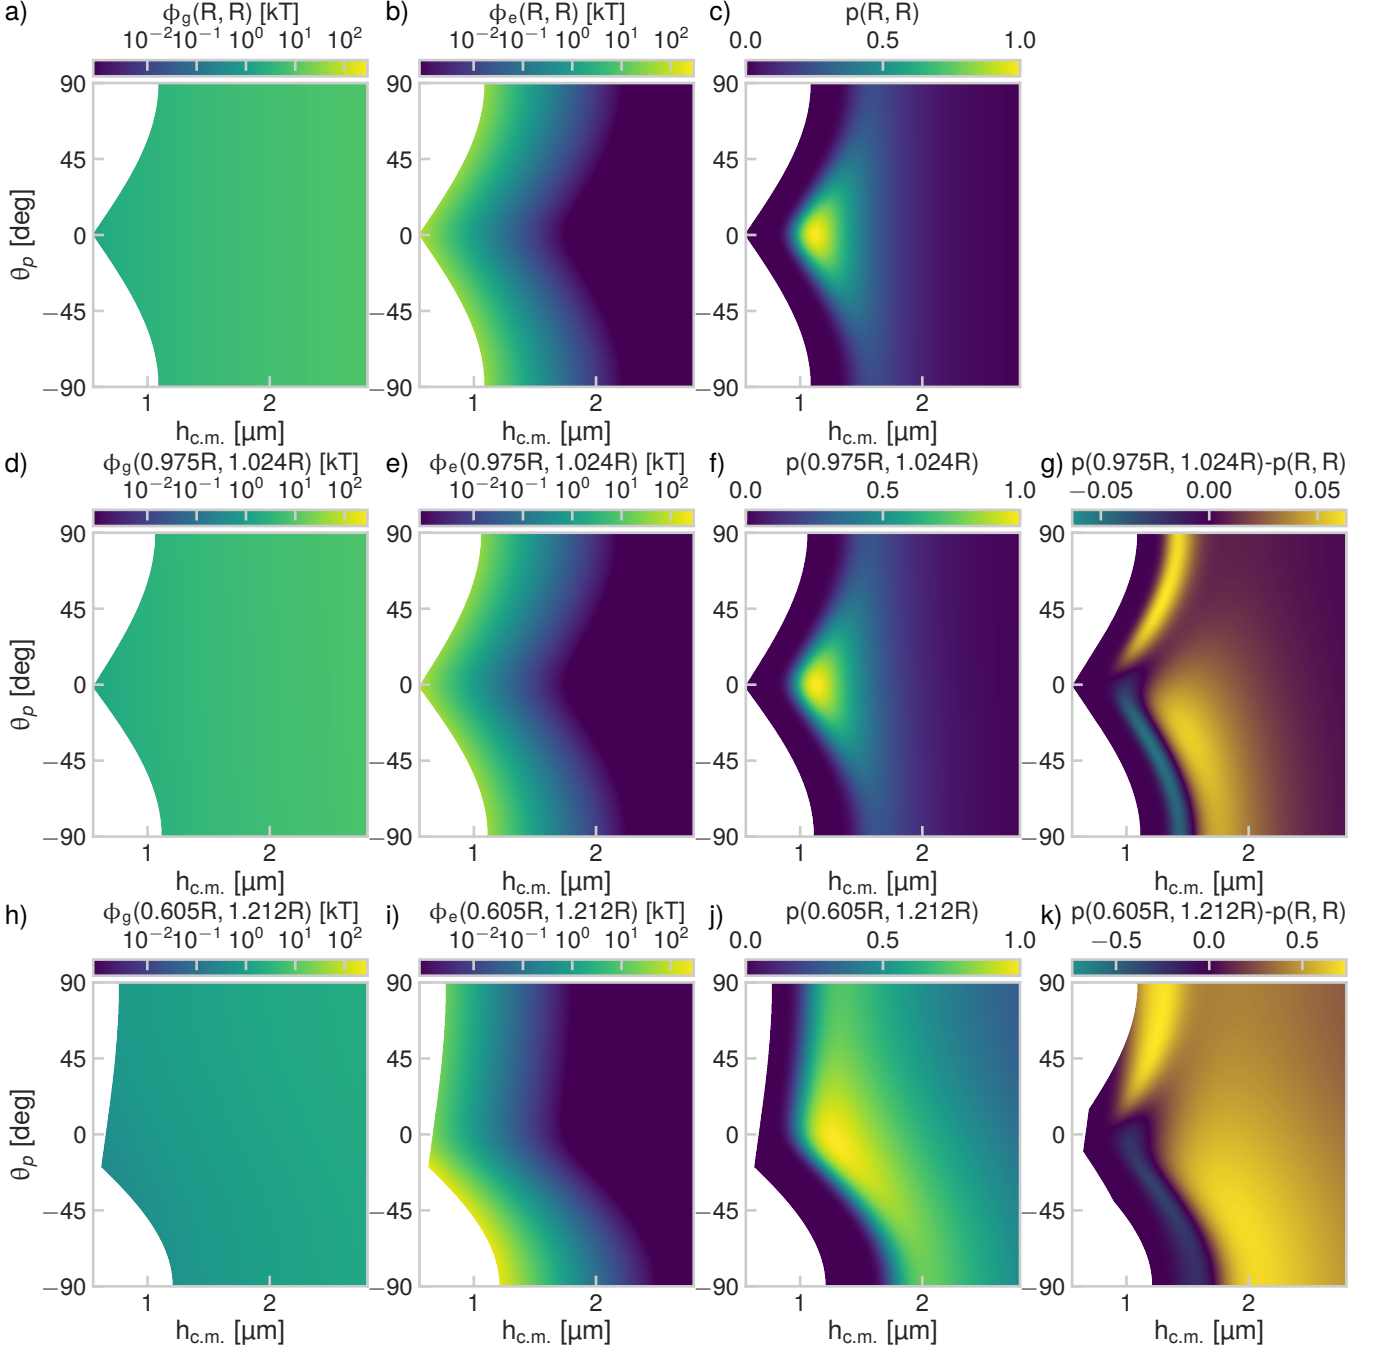 a) ϕg(R, R) [kT] b) ϕe(R, R) [kT] c) p(R, R)
10⁻² 10⁻¹ 10⁰ 10¹ 10² 10⁻² 10⁻¹ 10⁰ 10¹ 10² 0.0 0.5 1.0
90 90 90
45 45 45
0 0 0
−45 −45 −45
−90 −90 −90
θp [deg]
1 2 1 2 1 2
hc.m. [µm] hc.m. [µm] hc.m. [µm]
d) ϕg(0.975R, 1.024R) [kT] e) ϕe(0.975R, 1.024R) [kT] f) p(0.975R, 1.024R) g) p(0.975R, 1.024R)-p(R, R)
10⁻² 10⁻¹ 10⁰ 10¹ 10² 10⁻² 10⁻¹ 10⁰ 10¹ 10² 0.0 0.5 1.0 −0.05 0.00 0.05
90 90 90 90
45 45 45 45
0 0 0 0
−45 −45 −45 −45
−90 −90 −90 −90
θp [deg]
1 2 1 2 1 2 1 2
hc.m. [µm] hc.m. [µm] hc.m. [µm] hc.m. [µm]
h) ϕg(0.605R, 1.212R) [kT] i) ϕe(0.605R, 1.212R) [kT] j) p(0.605R, 1.212R) k) p(0.605R, 1.212R)-p(R, R)
10⁻² 10⁻¹ 10⁰ 10¹ 10² 10⁻² 10⁻¹ 10⁰ 10¹ 10² 0.0 0.5 1.0 −0.5 0.0 0.5
90 90 90 90
45 45 45 45
0 0 0 0
−45 −45 −45 −45
−90 −90 −90 −90
θp [deg]
1 2 1 2 1 2 1 2
hc.m. [µm] hc.m. [µm] hc.m. [µm] hc.m. [µm]